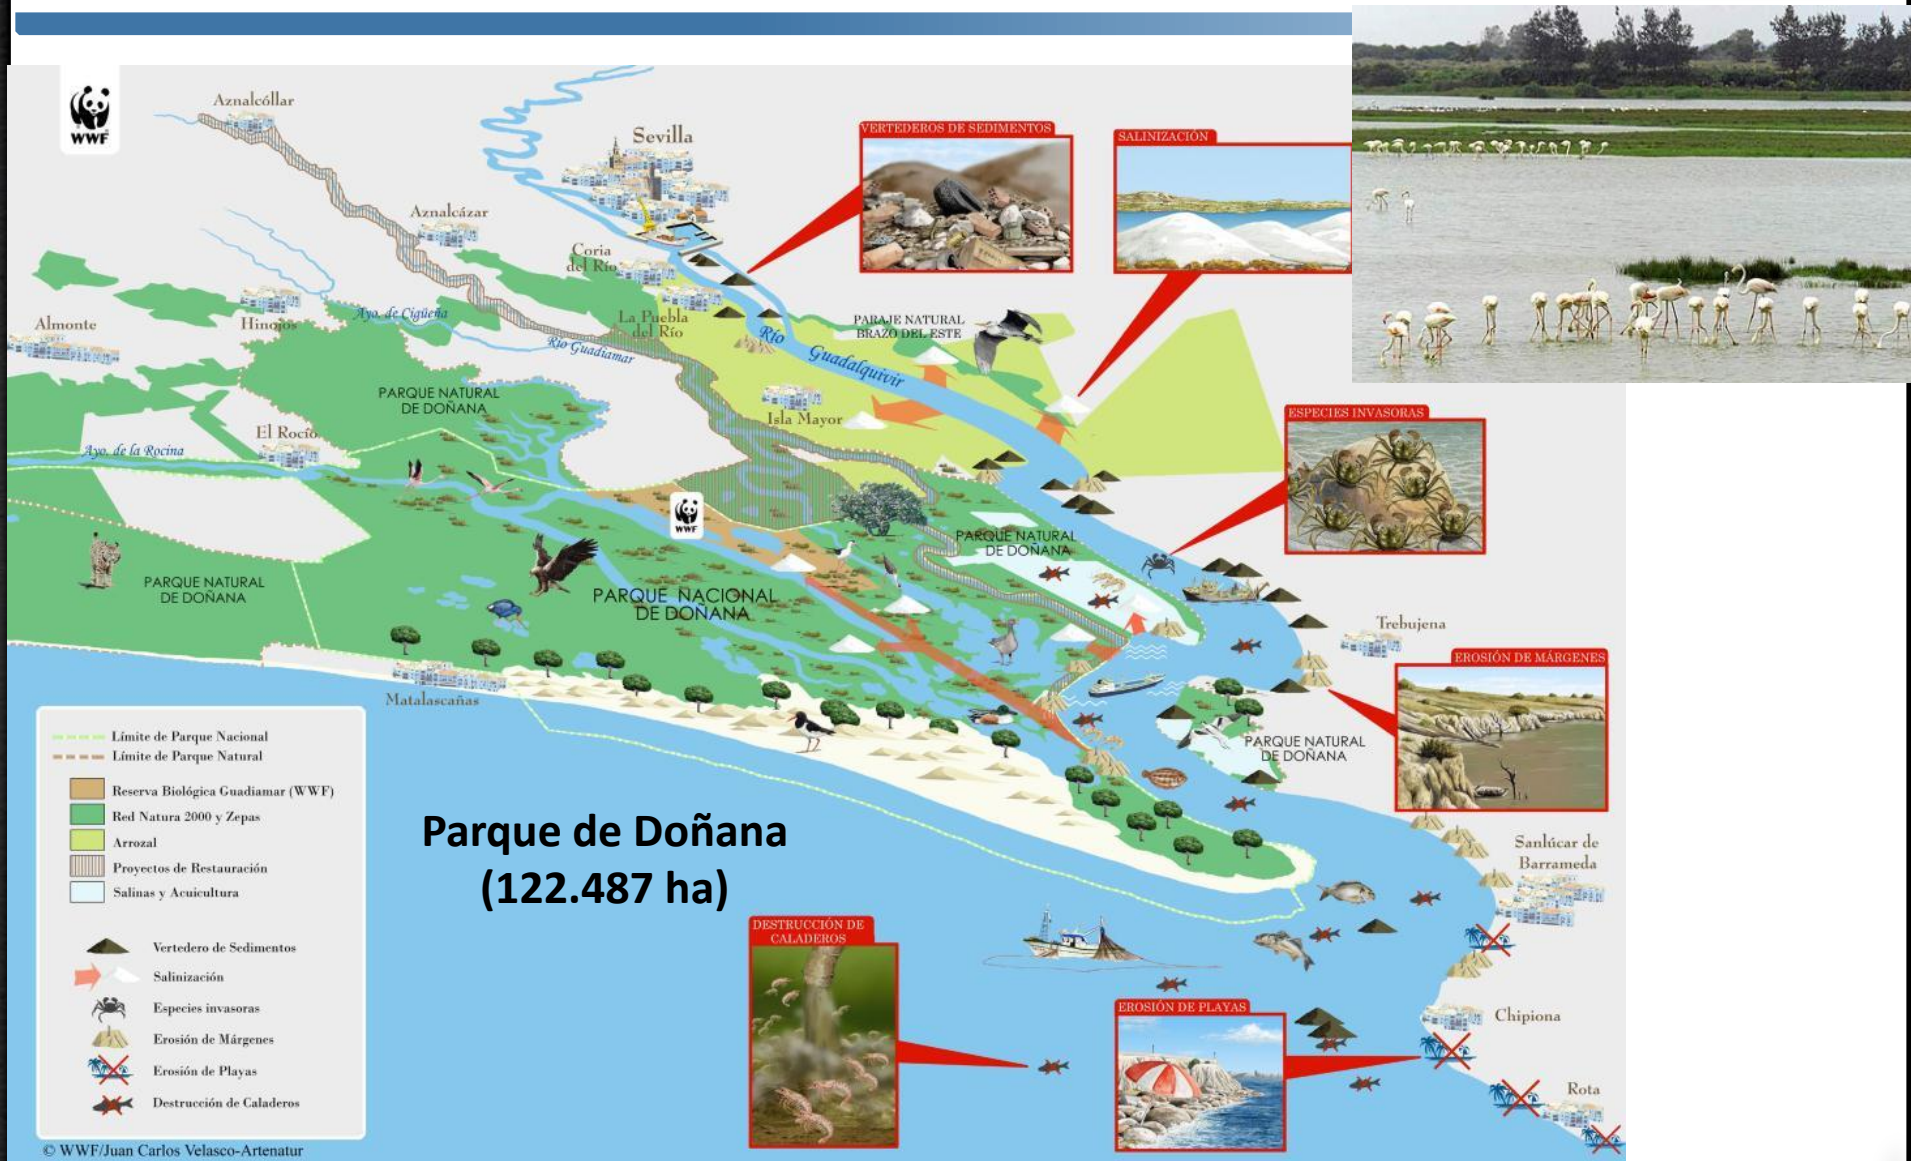 WWF
Aznalcóllar
Sevilla
VERTEDEROS DE SEDIMENTOS
SALINIZACIÓN
Aznalcázar
Coria
del Río
La Puebla
del Río
Almonte
Hinojos
Ayo. de Cigüeña
Río Guadiamar
Río Guadalquivir
PARAJE NATURAL
BRAZO DEL ESTE
PARQUE NATURAL
DE DOÑANA
Isla Mayor
El Rocío
Ayo. de la Rocina
ESPECIES INVASORAS
WWF
PARQUE NATURAL
DE DOÑANA
PARQUE NATURAL
DE DOÑANA
PARQUE NACIONAL
DE DOÑANA
Trebujena
EROSIÓN DE MÁRGENES
Matalascañas
PARQUE NATURAL
DE DOÑANA
Límite de Parque Nacional
Límite de Parque Natural
Reserva Biológica Guadiamar (WWF)
Red Natura 2000 y Zepas
Arrozal
Proyectos de Restauración
Salinas y Acuicultura
Vertedero de Sedimentos
Salinización
Especies invasoras
Erosión de Márgenes
Erosión de Playas
Destrucción de Caladeros
Parque de Doñana
(122.487 ha)
Sanlúcar de
Barrameda
DESTRUCCIÓN DE
CALADEROS
EROSIÓN DE PLAYAS
Chipiona
Rota
© WWF/Juan Carlos Velasco-Artenatur